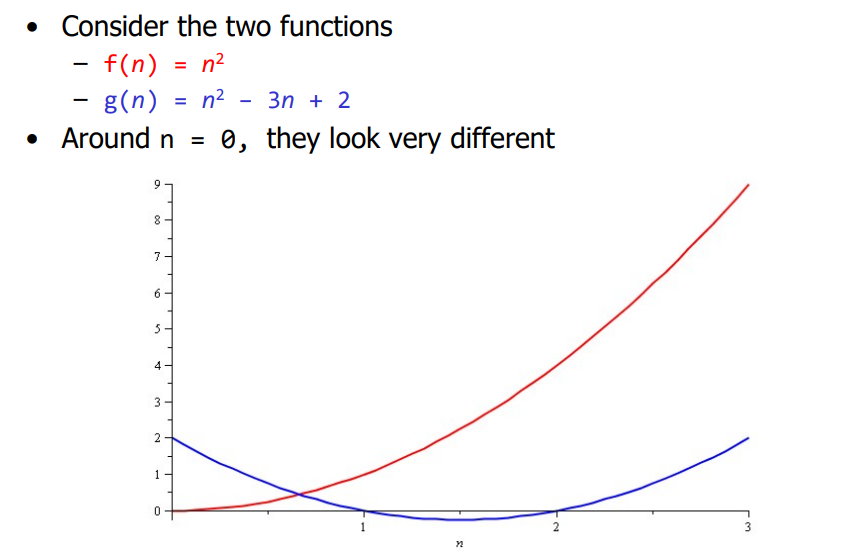 • Consider the two functions
– f(n) = n²
– g(n) = n² – 3n + 2
• Around n = 0, they look very different
9
8
7
6
5
4
3
2
1
0
1 2 3
n